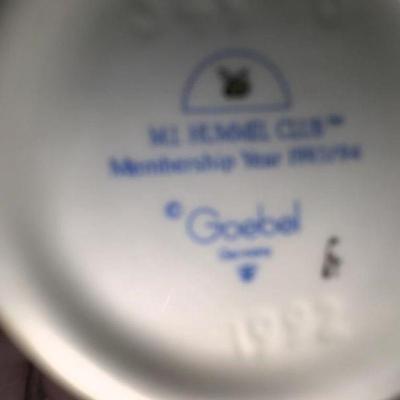 M.I. HUMMEL CLUB™
Membership Year 1993/94
© Goebel
Germany
1992